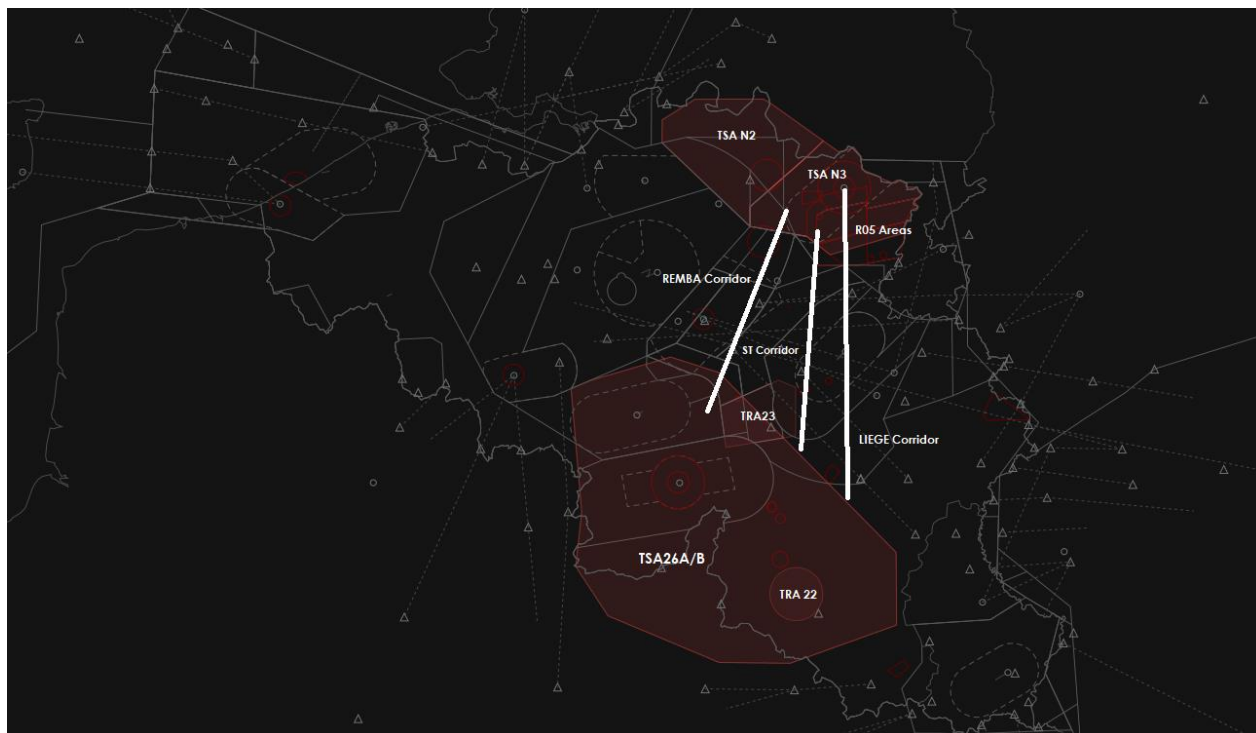 TSA N2
TSA N3
R05 Areas
REMBA Corridor
ST Corridor
TRA23
LIEGE Corridor
TSA26A/B
TRA 22